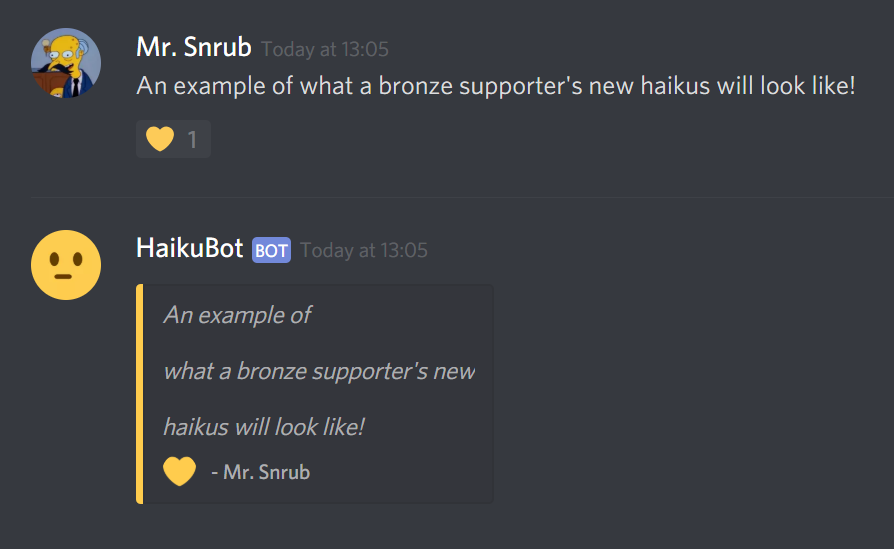 Mr. Snrub Today at 13:05
An example of what a bronze supporter's new haikus will look like!
1
HaikuBot BOT Today at 13:05
An example of
what a bronze supporter's new
haikus will look like!
- Mr. Snrub